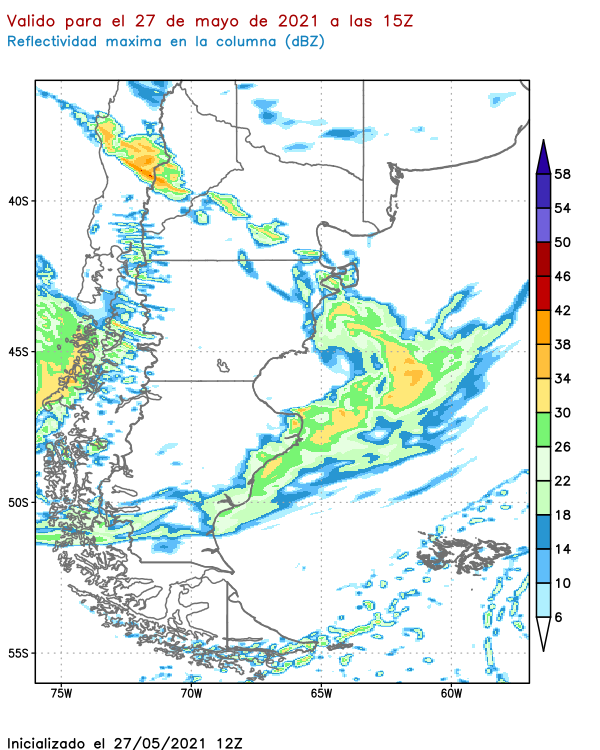 Valido para el 27 de mayo de 2021 a las 15Z
Reflectividad maxima en la columna (dBZ)
58
54
50
46
42
38
34
30
26
22
18
14
10
6
40S
45S
50S
55S
75W
70W
65W
60W
Inicializado el 27/05/2021 12Z